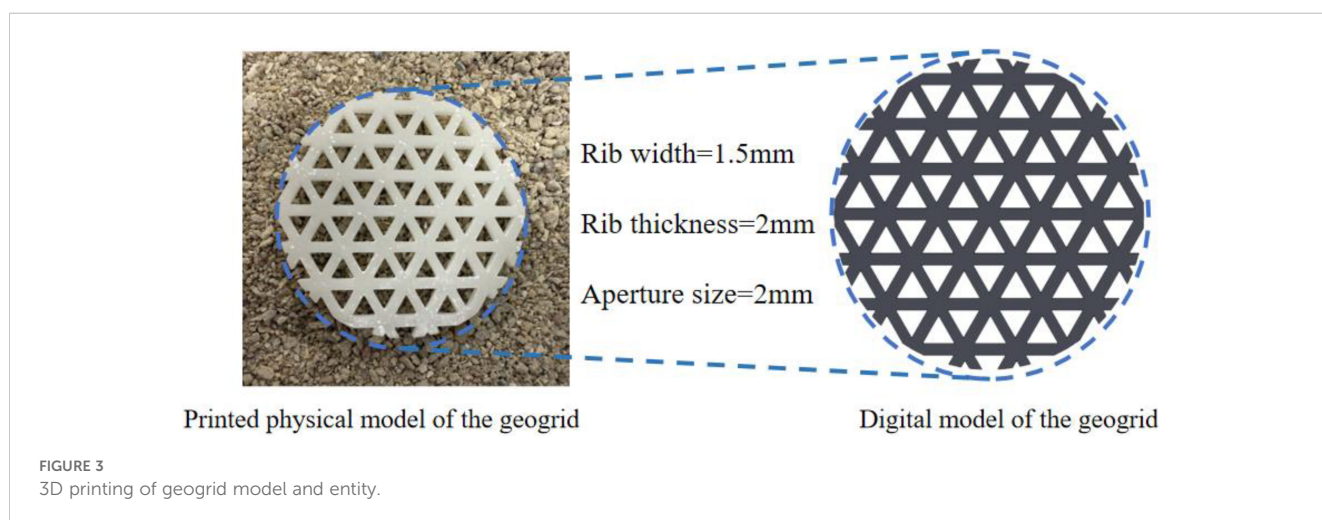 Rib width=1.5mm
Rib thickness=2mm
Aperture size=2mm
Printed physical model of the geogrid
Digital model of the geogrid
FIGURE 3
3D printing of geogrid model and entity.